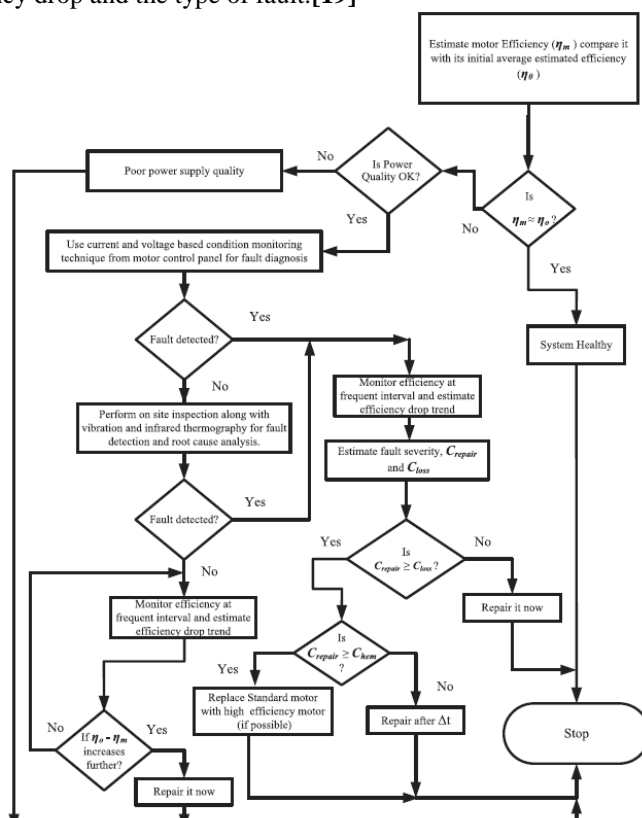 cy drop and the type of fault.[19]
Estimate motor Efficiency (ηm ) compare it
with its initial average estimated efficiency
(ηo )
Is
ηm ≃ ηo ?
No
Yes
Is Power
Quality OK?
No
Yes
Poor power supply quality
Use current and voltage based condition monitoring
technique from motor control panel for fault diagnosis
System Healthy
Fault detected?
Yes
No
Monitor efficiency at
frequent interval and estimate
efficiency drop trend
Perform on site inspection along with
vibration and infrared thermography for fault
detection and root cause analysis.
Estimate fault severity, Crepair
and Closs
Fault detected?
Yes
No
Is
Crepair ≥ Closs ?
Yes
No
Repair it now
Monitor efficiency at
frequent interval and estimate
efficiency drop trend
Is
Crepair ≥ Chem
?
Yes
No
Replace Standard motor
with high efficiency motor
(if possible)
Repair after Δt
Stop
If ηo - ηm
increases
further?
No
Yes
Repair it now